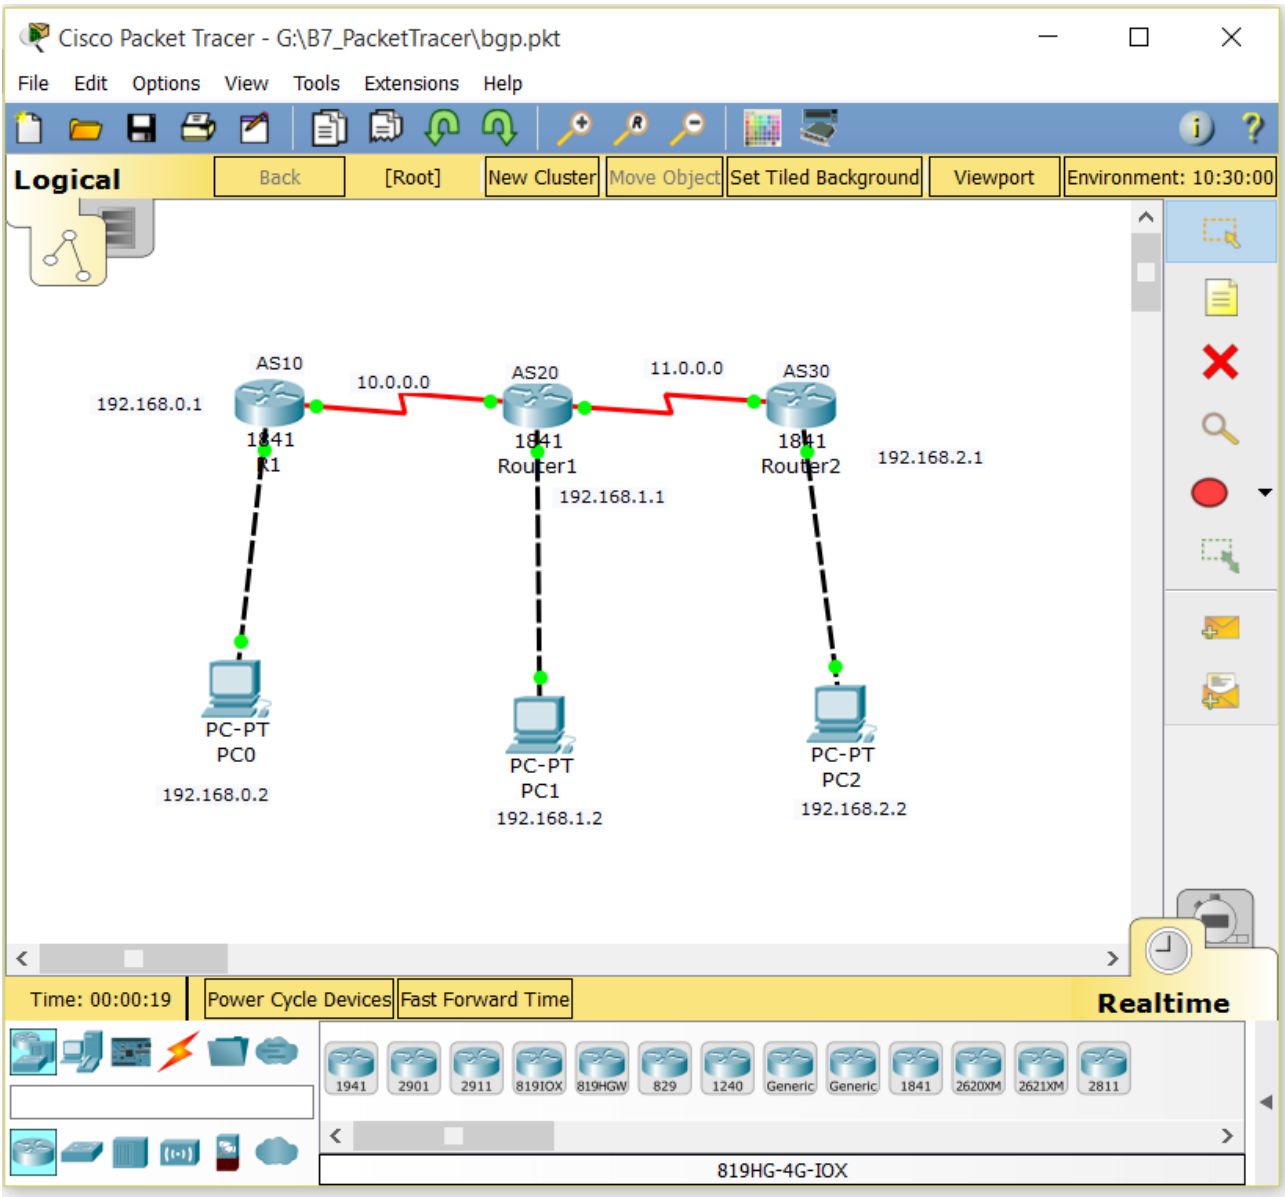 Cisco Packet Tracer - G:\B7_PacketTracer\bgp.pkt
File Edit Options View Tools Extensions Help
R
i ?
Logical Back [Root] New Cluster Move Object Set Tiled Background Viewport Environment: 10:30:00
AS10 10.0.0.0 AS20 11.0.0.0 AS30
192.168.0.1
1841 1841 1841
R1 Router1 Router2 192.168.2.1
192.168.1.1
PC-PT PC-PT PC-PT
PC0 PC1 PC2
192.168.0.2 192.168.1.2 192.168.2.2
Time: 00:00:19 Power Cycle Devices Fast Forward Time Realtime
1941 2901 2911 819IOX 819HGW 829 1240 Generic Generic 1841 2620XM 2621XM 2811
819HG-4G-IOX